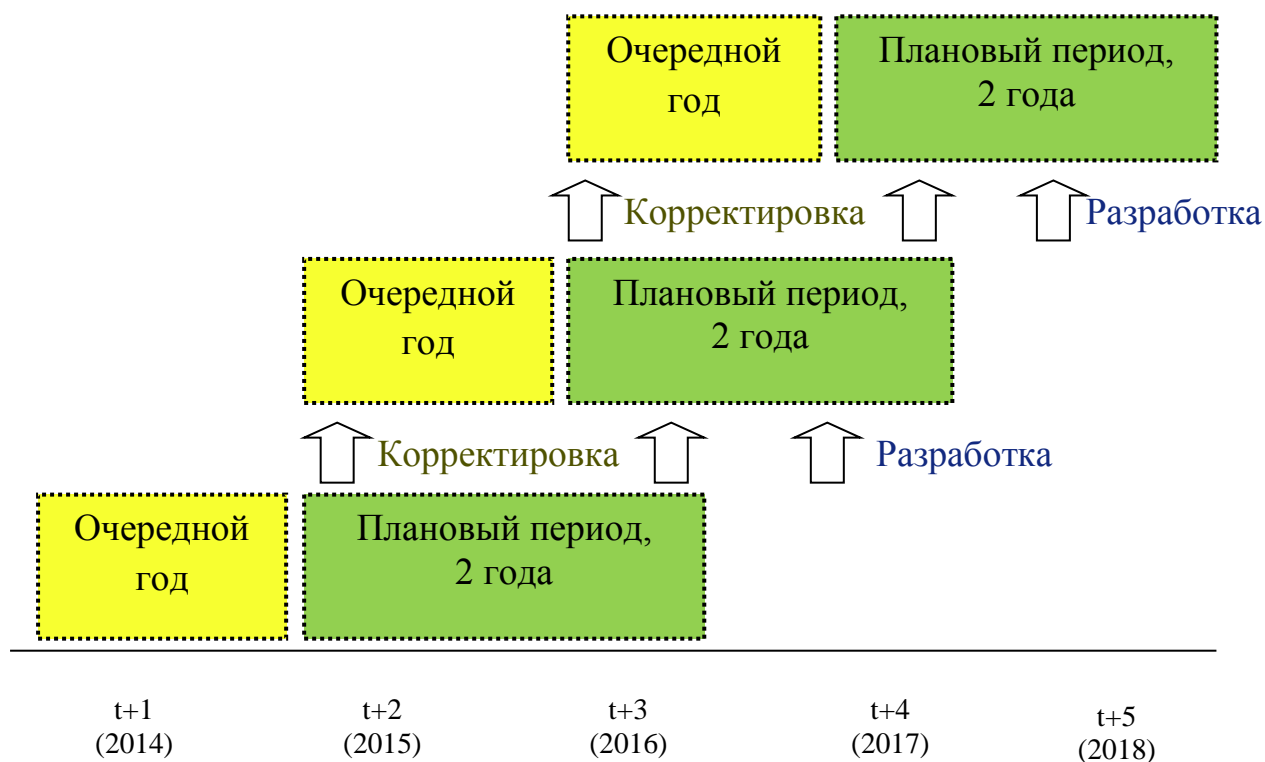 Очередной
год
Плановый период,
2 года
Корректировка
Разработка
Очередной
год
Плановый период,
2 года
Корректировка
Разработка
Очередной
год
Плановый период,
2 года
t+1
(2014)
t+2
(2015)
t+3
(2016)
t+4
(2017)
t+5
(2018)